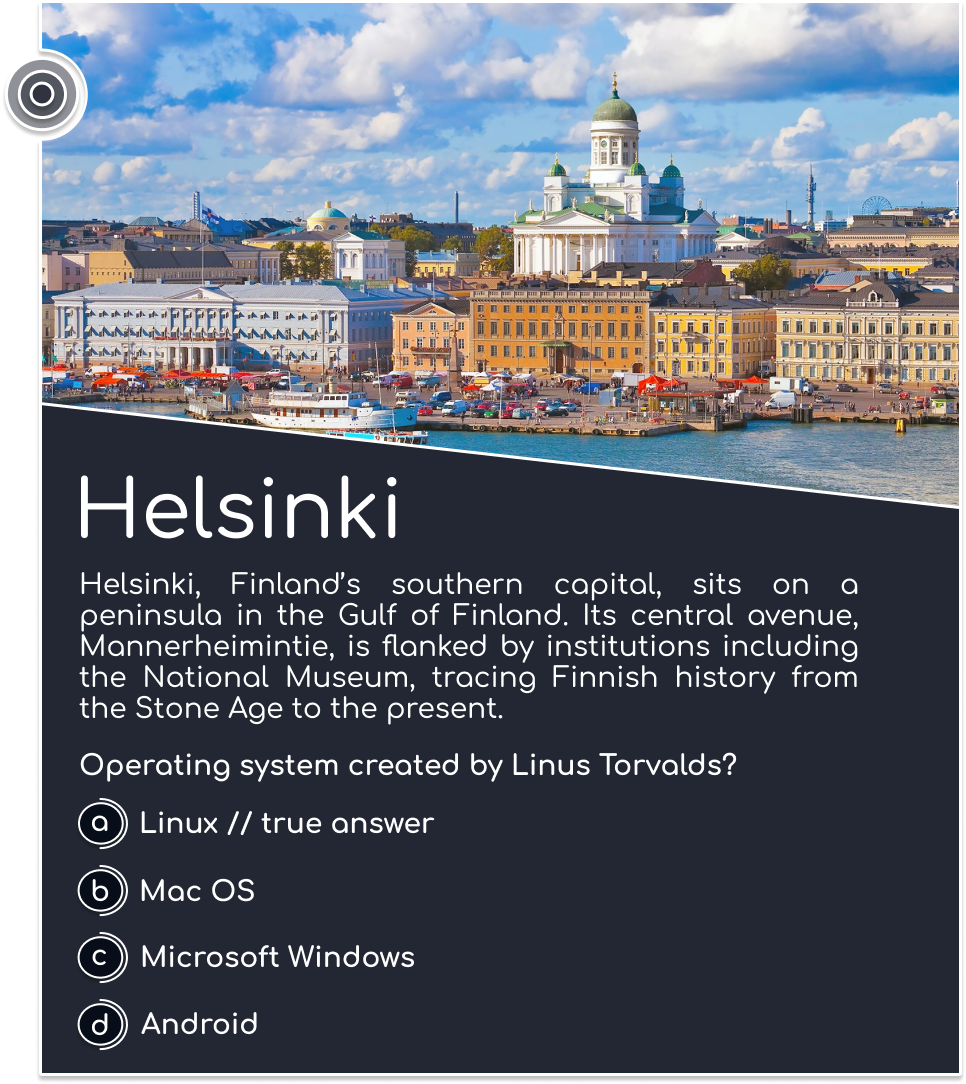 Helsinki
Helsinki, Finland’s southern capital, sits on a
peninsula in the Gulf of Finland. Its central avenue,
Mannerheimintie, is flanked by institutions including
the National Museum, tracing Finnish history from
the Stone Age to the present.
Operating system created by Linus Torvalds?
a Linux // true answer
b Mac OS
c Microsoft Windows
d Android